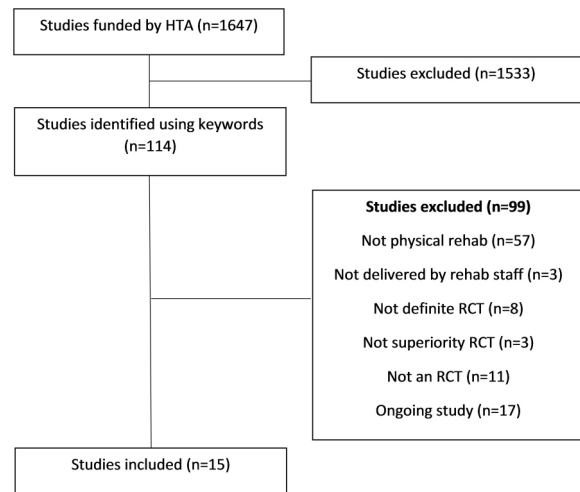 Studies funded by HTA (n=1647)
Studies excluded (n=1533)
Studies identified using keywords
(n=114)
Studies excluded (n=99)
Not physical rehab (n=57)
Not delivered by rehab staff (n=3)
Not definite RCT (n=8)
Not superiority RCT (n=3)
Not an RCT (n=11)
Ongoing study (n=17)
Studies included (n=15)